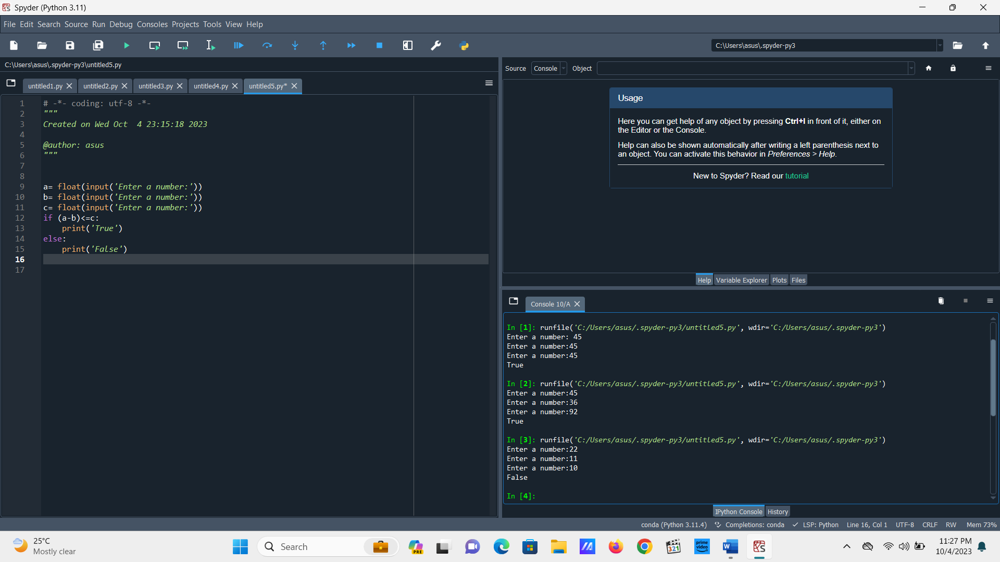 Spyder (Python 3.11)
File Edit Search Source Run Debug Consoles Projects Tools View Help
C:\Users\asus\.spyder-py3
C:\Users\asus\.spyder-py3\untitled5.py
untitled1.py untitled2.py untitled3.py untitled4.py untitled5.py*
1 # -*- coding: utf-8 -*-
2 """
3 Created on Wed Oct  4 23:15:18 2023
4
5 @author: asus
6 """
7
8
9 a= float(input('Enter a number:'))
10 b= float(input('Enter a number:'))
11 c= float(input('Enter a number:'))
12 if (a-b)<=c:
13     print('True')
14 else:
15     print('False')
16
17
Source Console Object
Usage
Here you can get help of any object by pressing Ctrl+I in front of it, either on
the Editor or the Console.
Help can also be shown automatically after writing a left parenthesis next to
an object. You can activate this behavior in Preferences > Help.
New to Spyder? Read our tutorial
Help Variable Explorer Plots Files
Console 10/A
In [1]: runfile('C:/Users/asus/.spyder-py3/untitled5.py', wdir='C:/Users/asus/.spyder-py3')
Enter a number: 45
Enter a number:45
Enter a number:45
True
In [2]: runfile('C:/Users/asus/.spyder-py3/untitled5.py', wdir='C:/Users/asus/.spyder-py3')
Enter a number:45
Enter a number:36
Enter a number:92
True
In [3]: runfile('C:/Users/asus/.spyder-py3/untitled5.py', wdir='C:/Users/asus/.spyder-py3')
Enter a number:22
Enter a number:11
Enter a number:10
False
In [4]:
IPython Console History
conda (Python 3.11.4) Completions: conda LSP: Python Line 16, Col 1 UTF-8 CRLF RW Mem 73%
25°C
Mostly clear
Search
PRE
321
prime video
W
11:27 PM
10/4/2023